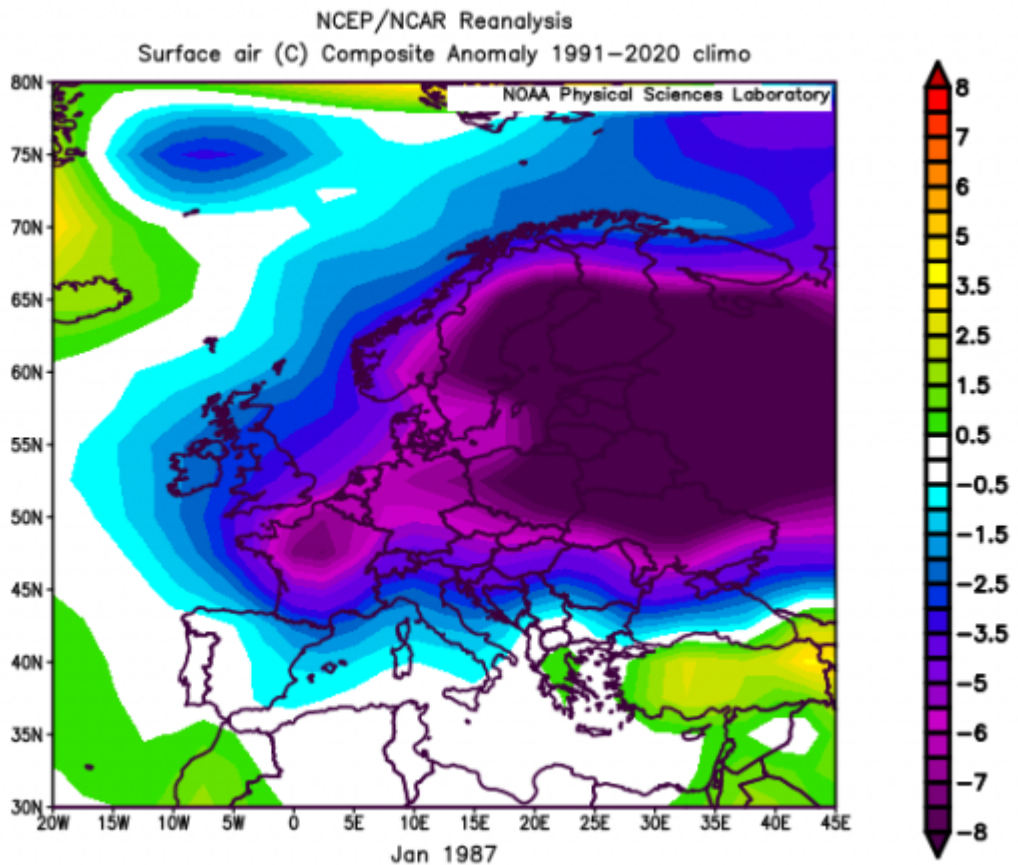 NCEP/NCAR Reanalysis
Surface air (C) Composite Anomaly 1991-2020 climo
NOAA Physical Sciences Laboratory
80N
75N
70N
65N
60N
55N
50N
45N
40N
35N
30N
20W 15W 10W 5W 0 5E 10E 15E 20E 25E 30E 35E 40E 45E
Jan 1987
8
7
6
5
3.5
2.5
1.5
0.5
-0.5
-1.5
-2.5
-3.5
-5
-6
-7
-8